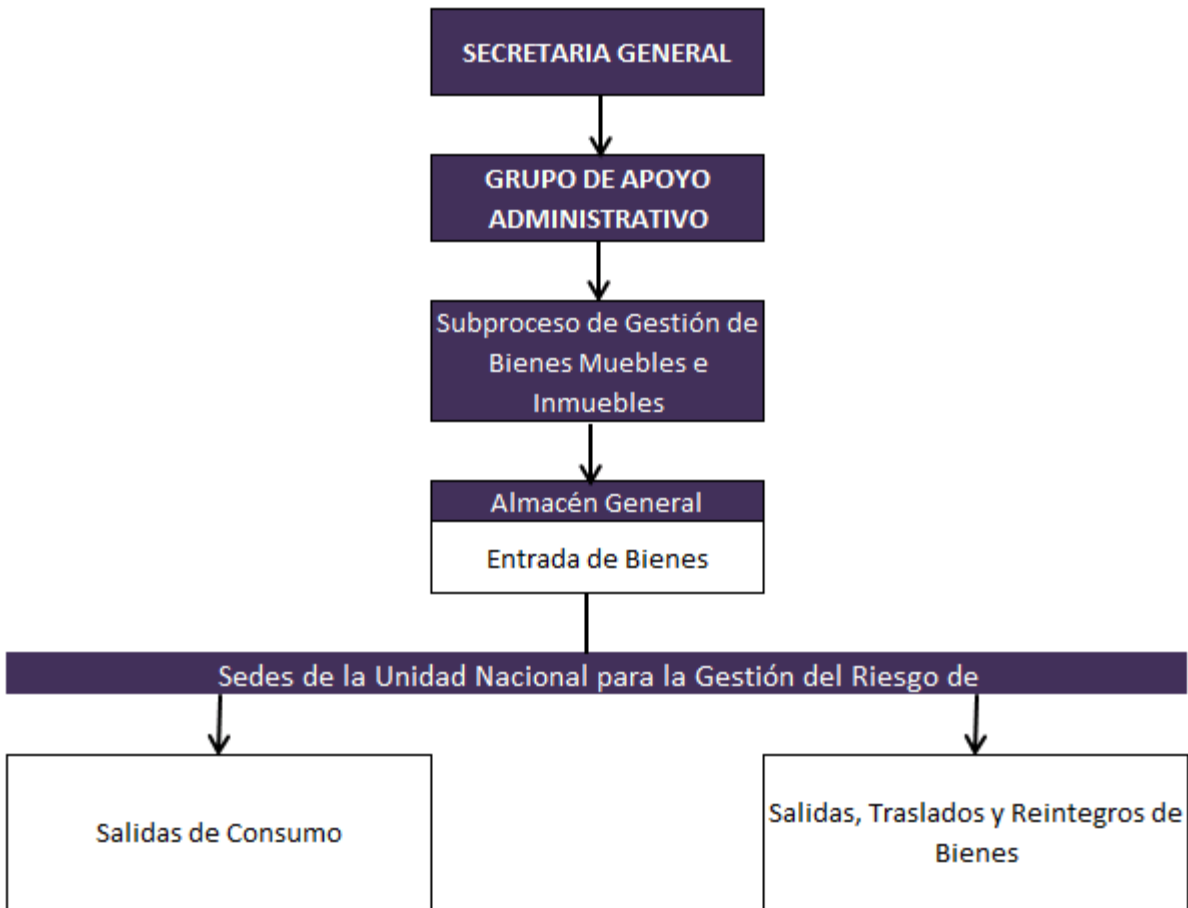 SECRETARIA GENERAL
GRUPO DE APOYO
ADMINISTRATIVO
Subproceso de Gestión de
Bienes Muebles e
Inmuebles
Almacén General
Entrada de Bienes
Sedes de la Unidad Nacional para la Gestión del Riesgo de
Salidas de Consumo
Salidas, Traslados y Reintegros de
Bienes